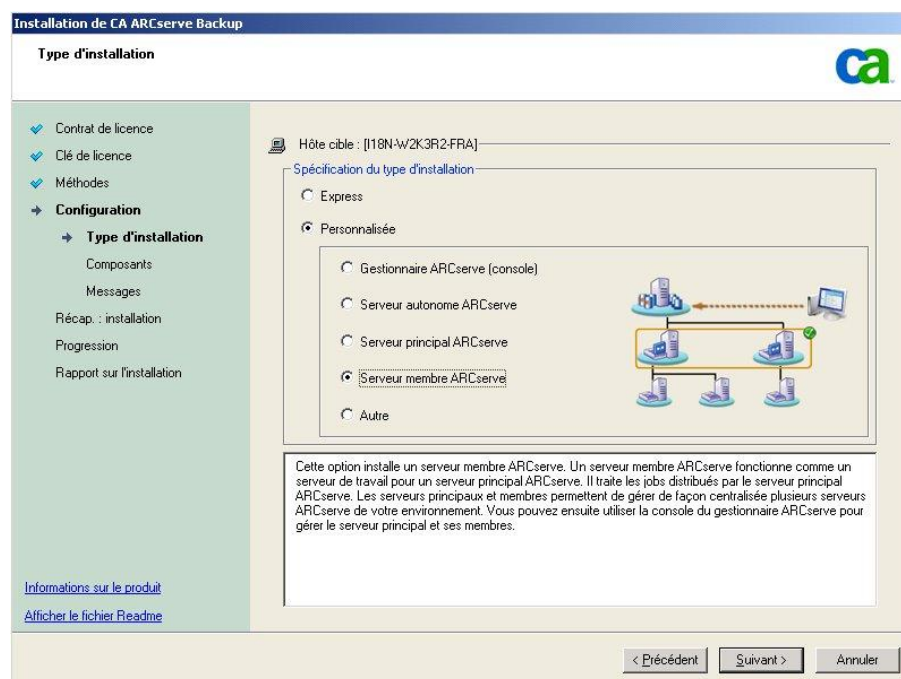 Installation de CA ARCserve Backup
Type d'installation
ca
Contrat de licence
Clé de licence
Méthodes
Configuration
Type d'installation
Composants
Messages
Récap. : installation
Progression
Rapport sur l'installation
Informations sur le produit
Afficher le fichier Readme
Hôte cible : [I18N-W2K3R2-FRA]
Spécification du type d'installation
Express
Personnalisée
Gestionnaire ARCserve (console)
Serveur autonome ARCserve
Serveur principal ARCserve
Serveur membre ARCserve
Autre
Cette option installe un serveur membre ARCserve. Un serveur membre ARCserve fonctionne comme un
serveur de travail pour un serveur principal ARCserve. Il traite les jobs distribués par le serveur principal
ARCserve. Les serveurs principaux et membres permettent de gérer de façon centralisée plusieurs serveurs
ARCserve de votre environnement. Vous pouvez ensuite utiliser la console du gestionnaire ARCserve pour
gérer le serveur principal et ses membres.
< Précédent
Suivant >
Annuler